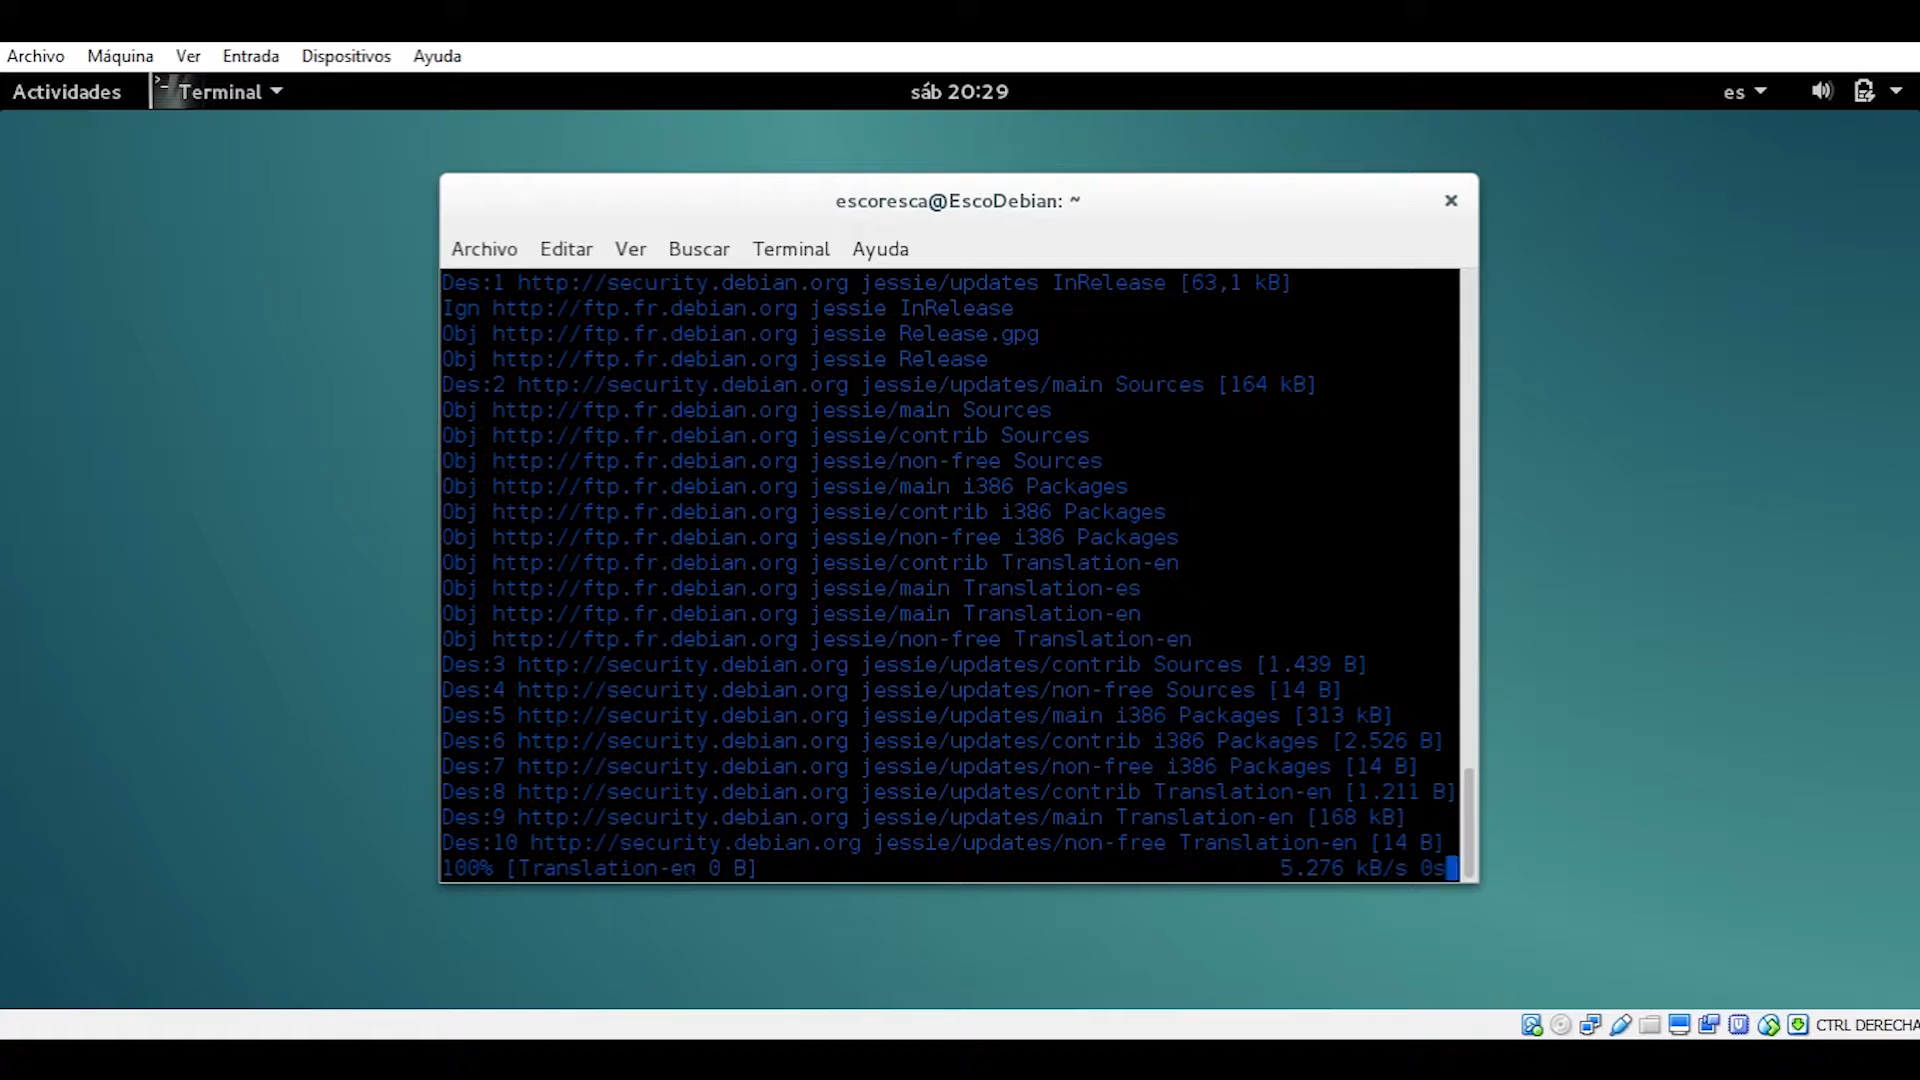 Archivo Máquina Ver Entrada Dispositivos Ayuda
Actividades Terminal sáb 20:29 es
escoresca@EscoDebian: ~ ×
Archivo Editar Ver Buscar Terminal Ayuda
Des:1 http://security.debian.org jessie/updates InRelease [63,1 kB]
Ign http://ftp.fr.debian.org jessie InRelease
Obj http://ftp.fr.debian.org jessie Release.gpg
Obj http://ftp.fr.debian.org jessie Release
Des:2 http://security.debian.org jessie/updates/main Sources [164 kB]
Obj http://ftp.fr.debian.org jessie/main Sources
Obj http://ftp.fr.debian.org jessie/contrib Sources
Obj http://ftp.fr.debian.org jessie/non-free Sources
Obj http://ftp.fr.debian.org jessie/main i386 Packages
Obj http://ftp.fr.debian.org jessie/contrib i386 Packages
Obj http://ftp.fr.debian.org jessie/non-free i386 Packages
Obj http://ftp.fr.debian.org jessie/contrib Translation-en
Obj http://ftp.fr.debian.org jessie/main Translation-es
Obj http://ftp.fr.debian.org jessie/main Translation-en
Obj http://ftp.fr.debian.org jessie/non-free Translation-en
Des:3 http://security.debian.org jessie/updates/contrib Sources [1.439 B]
Des:4 http://security.debian.org jessie/updates/non-free Sources [14 B]
Des:5 http://security.debian.org jessie/updates/main i386 Packages [313 kB]
Des:6 http://security.debian.org jessie/updates/contrib i386 Packages [2.526 B]
Des:7 http://security.debian.org jessie/updates/non-free i386 Packages [14 B]
Des:8 http://security.debian.org jessie/updates/contrib Translation-en [1.211 B]
Des:9 http://security.debian.org jessie/updates/main Translation-en [168 kB]
Des:10 http://security.debian.org jessie/updates/non-free Translation-en [14 B]
100% [Translation-en 0 B] 5.276 kB/s 0s
CTRL DERECHA